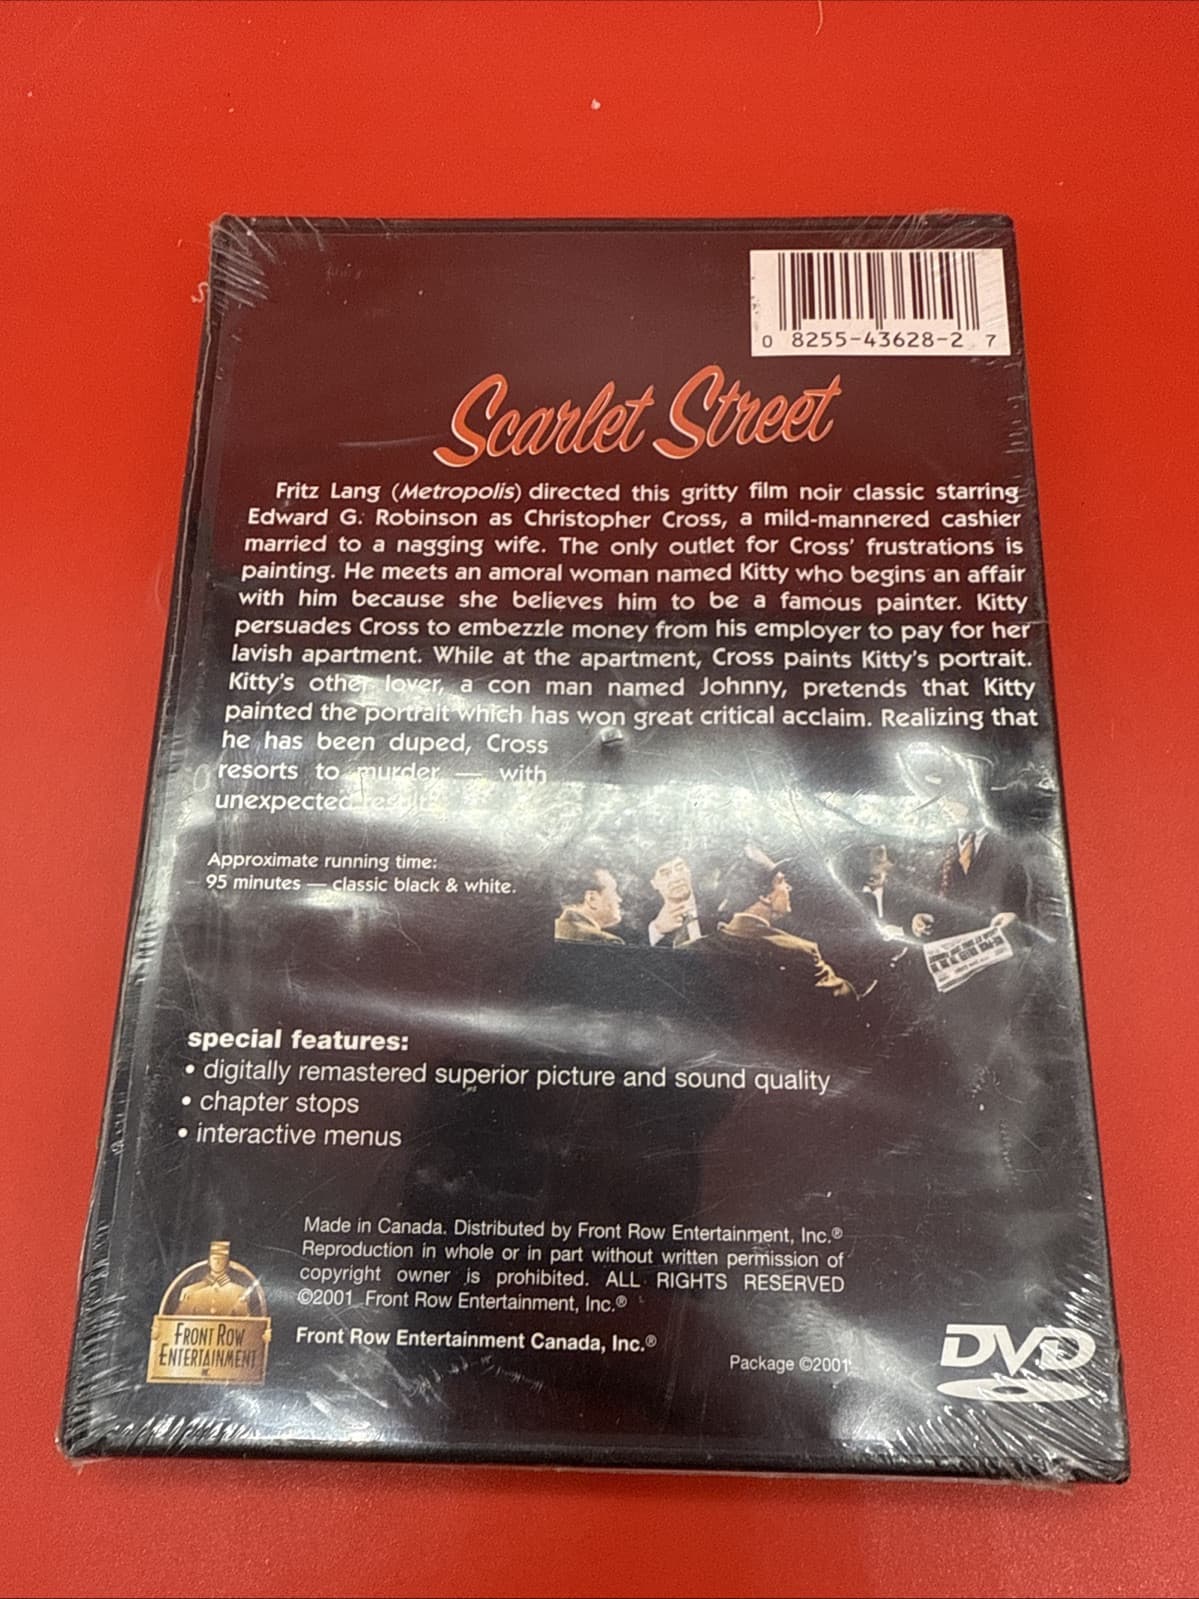 0 8255-43628-2 7
Scarlet Street
Fritz Lang (Metropolis) directed this gritty film noir classic starring
Edward G. Robinson as Christopher Cross, a mild-mannered cashier
married to a nagging wife. The only outlet for Cross' frustrations is
painting. He meets an amoral woman named Kitty who begins an affair
with him because she believes him to be a famous painter. Kitty
persuades Cross to embezzle money from his employer to pay for her
lavish apartment. While at the apartment, Cross paints Kitty's portrait.
Kitty's other lover, a con man named Johnny, pretends that Kitty
painted the portrait which has won great critical acclaim. Realizing that
he has been duped, Cross
resorts to murder — with
unexpected results.
Approximate running time:
95 minutes — classic black & white.
special features:
• digitally remastered superior picture and sound quality
• chapter stops
• interactive menus
Made in Canada. Distributed by Front Row Entertainment, Inc.®
Reproduction in whole or in part without written permission of
copyright owner is prohibited. ALL RIGHTS RESERVED
©2001 Front Row Entertainment, Inc.®
Front Row Entertainment Canada, Inc.®
FRONT ROW
ENTERTAINMENT
INC.
Package ©2001
DVD